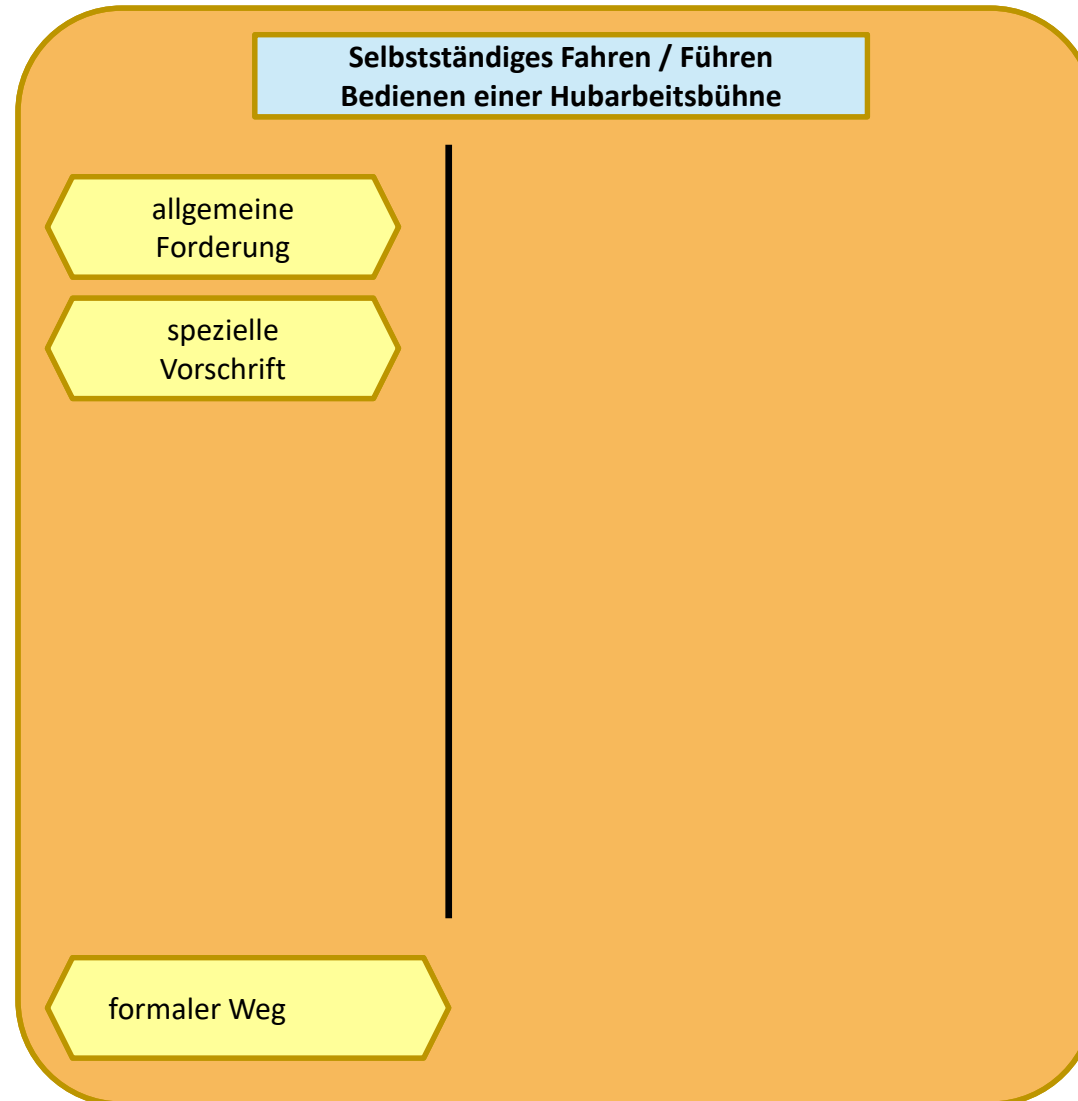 Selbstständiges Fahren / Führen
Bedienen einer Hubarbeitsbühne
allgemeine
Forderung
spezielle
Vorschrift
formaler Weg